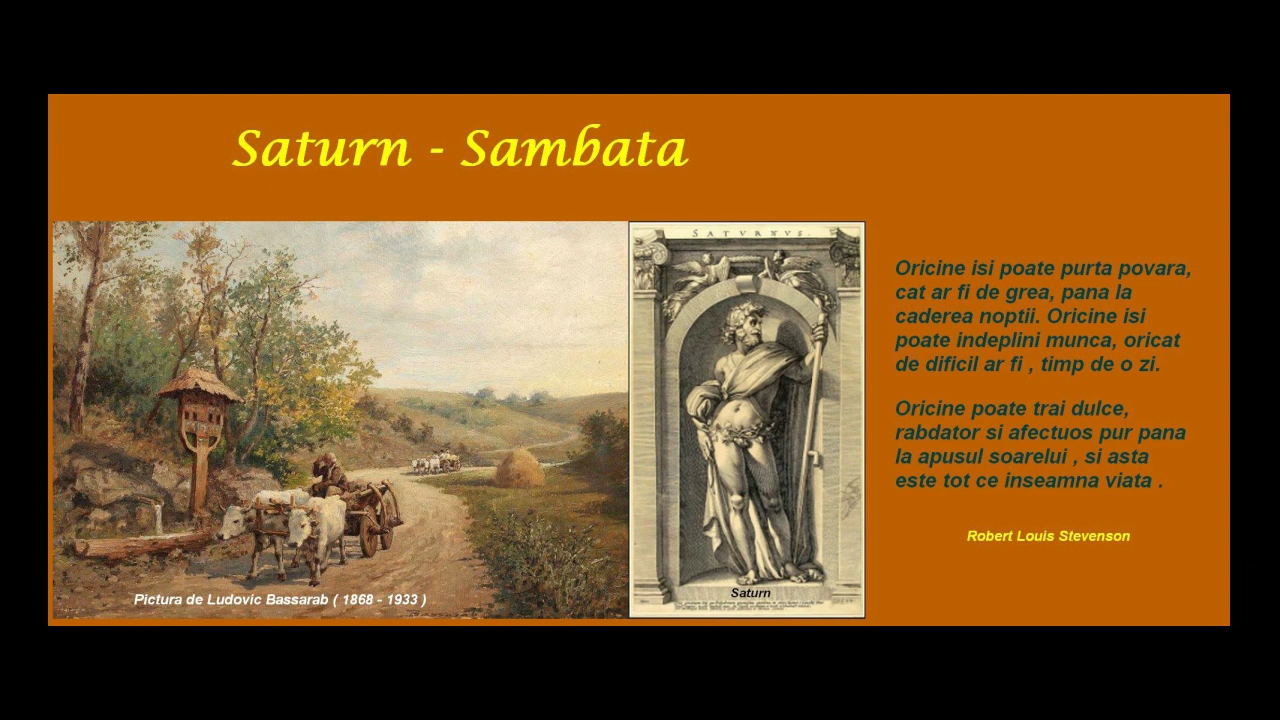 Saturn - Sambata
SATURNUS.
Oricine isi poate purta povara,
cat ar fi de grea, pana la
caderea noptii. Oricine isi
poate indeplini munca, oricat
de dificil ar fi , timp de o zi.
Oricine poate trai dulce,
rabdator si afectuos pur pana
la apusul soarelui , si asta
este tot ce inseamna viata .
Robert Louis Stevenson
Saturn
Pictura de Ludovic Bassarab ( 1868 - 1933 )